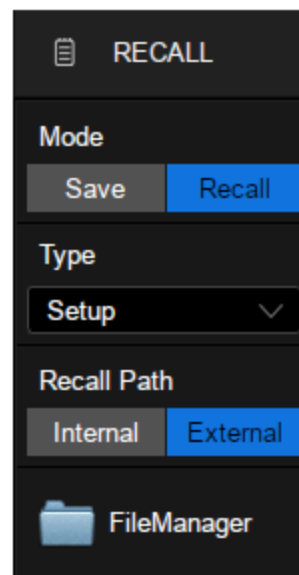 RECALL
Mode
Save Recall
Type
Setup
Recall Path
Internal External
FileManager